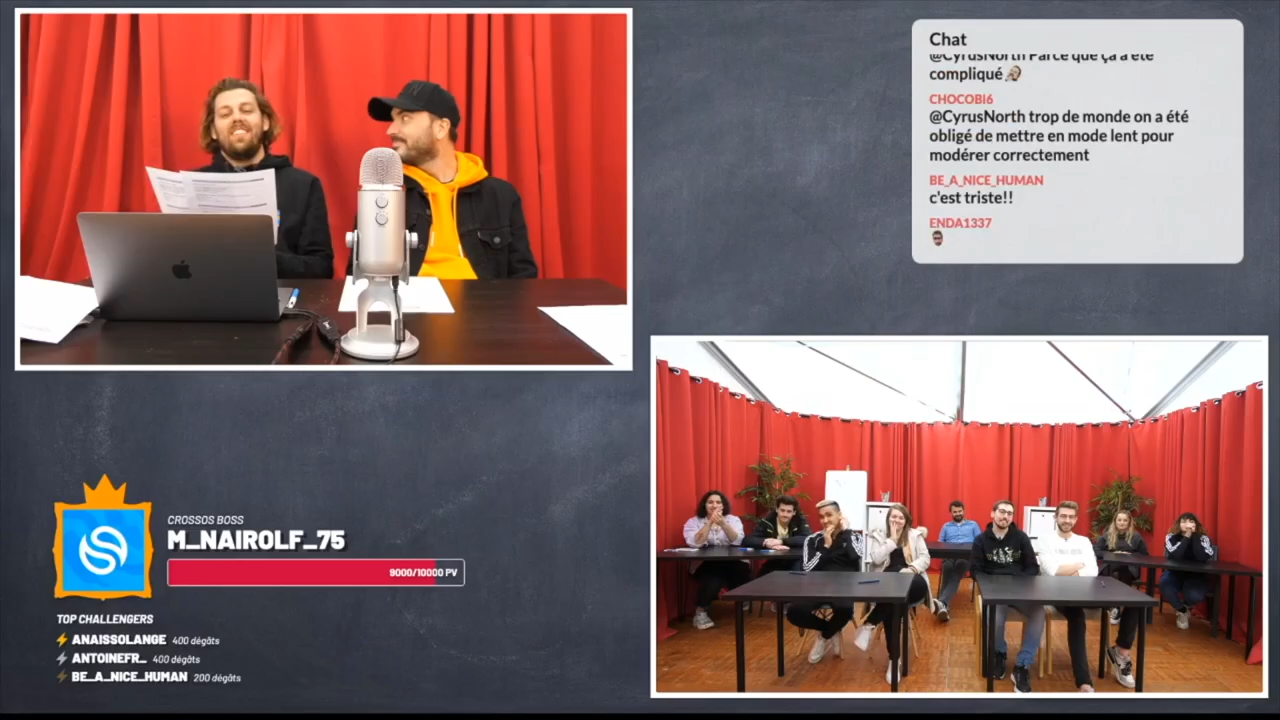 Chat
@CyrusNorth Parce que ça a été
compliqué
CHOCOBI6
@CyrusNorth trop de monde on a été
obligé de mettre en mode lent pour
modérer correctement
BE_A_NICE_HUMAN
c'est triste!!
ENDA1337
CROSSOS BOSS
M_NAIROLF_75
9000/10000 PV
TOP CHALLENGERS
ANAISSOLANGE 400 dégâts
ANTOINEFR_ 400 dégâts
BE_A_NICE_HUMAN 200 dégâts